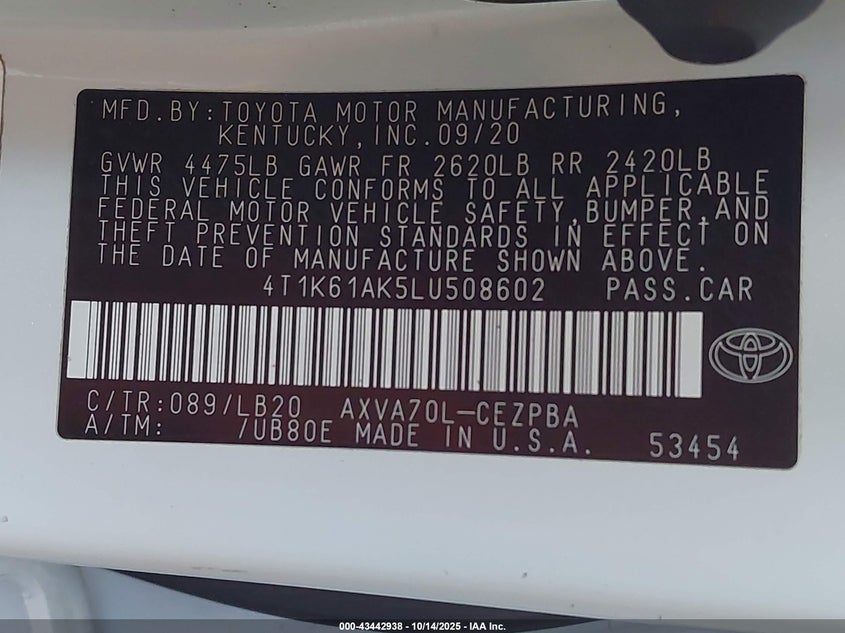 MFD.BY:TOYOTA MOTOR MANUFACTURING,
KENTUCKY,INC.09/20
GVWR 4475LB GAWR FR 2620LB RR 2420LB
THIS VEHICLE CONFORMS TO ALL APPLICABLE
FEDERAL MOTOR VEHICLE SAFETY,BUMPER,AND
THEFT PREVENTION STANDARDS IN EFFECT ON
THE DATE OF MANUFACTURE SHOWN ABOVE.
4T1K61AK5LU508602 PASS.CAR
C/TR:089/LB20 AXVA70L-CEZPBA
A/TM: /UB80E MADE IN U.S.A. 53454
000-43442938 - 10/14/2025 - IAA Inc.